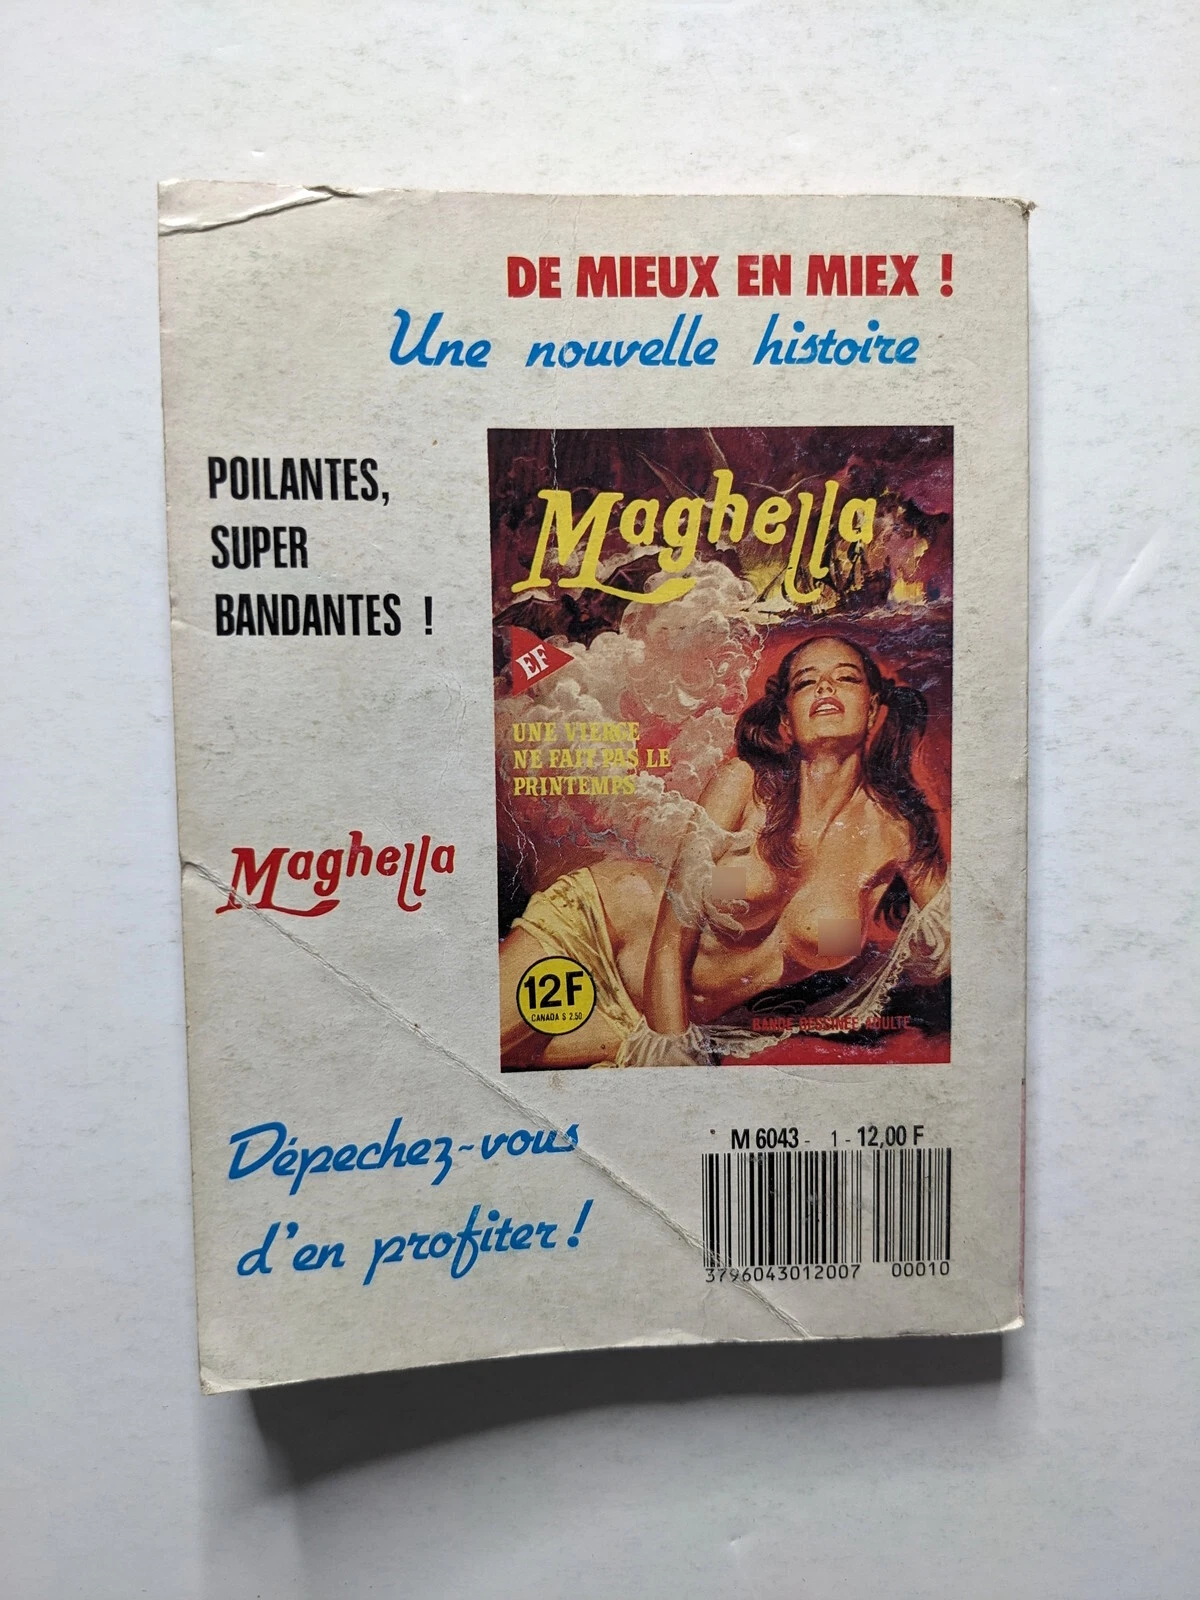 DE MIEUX EN MIEX !
Une nouvelle histoire
POILANTES,
SUPER
BANDANTES !
Maghella
EF
UNE VIERGE
NE FAIT PAS LE
PRINTEMPS
12F
CANADA $ 2.50
BANDE DESSINEE ADULTE
Maghella
Dépechez-vous
d'en profiter !
M 6043 - 1 - 12,00 F
3796043012007 00010